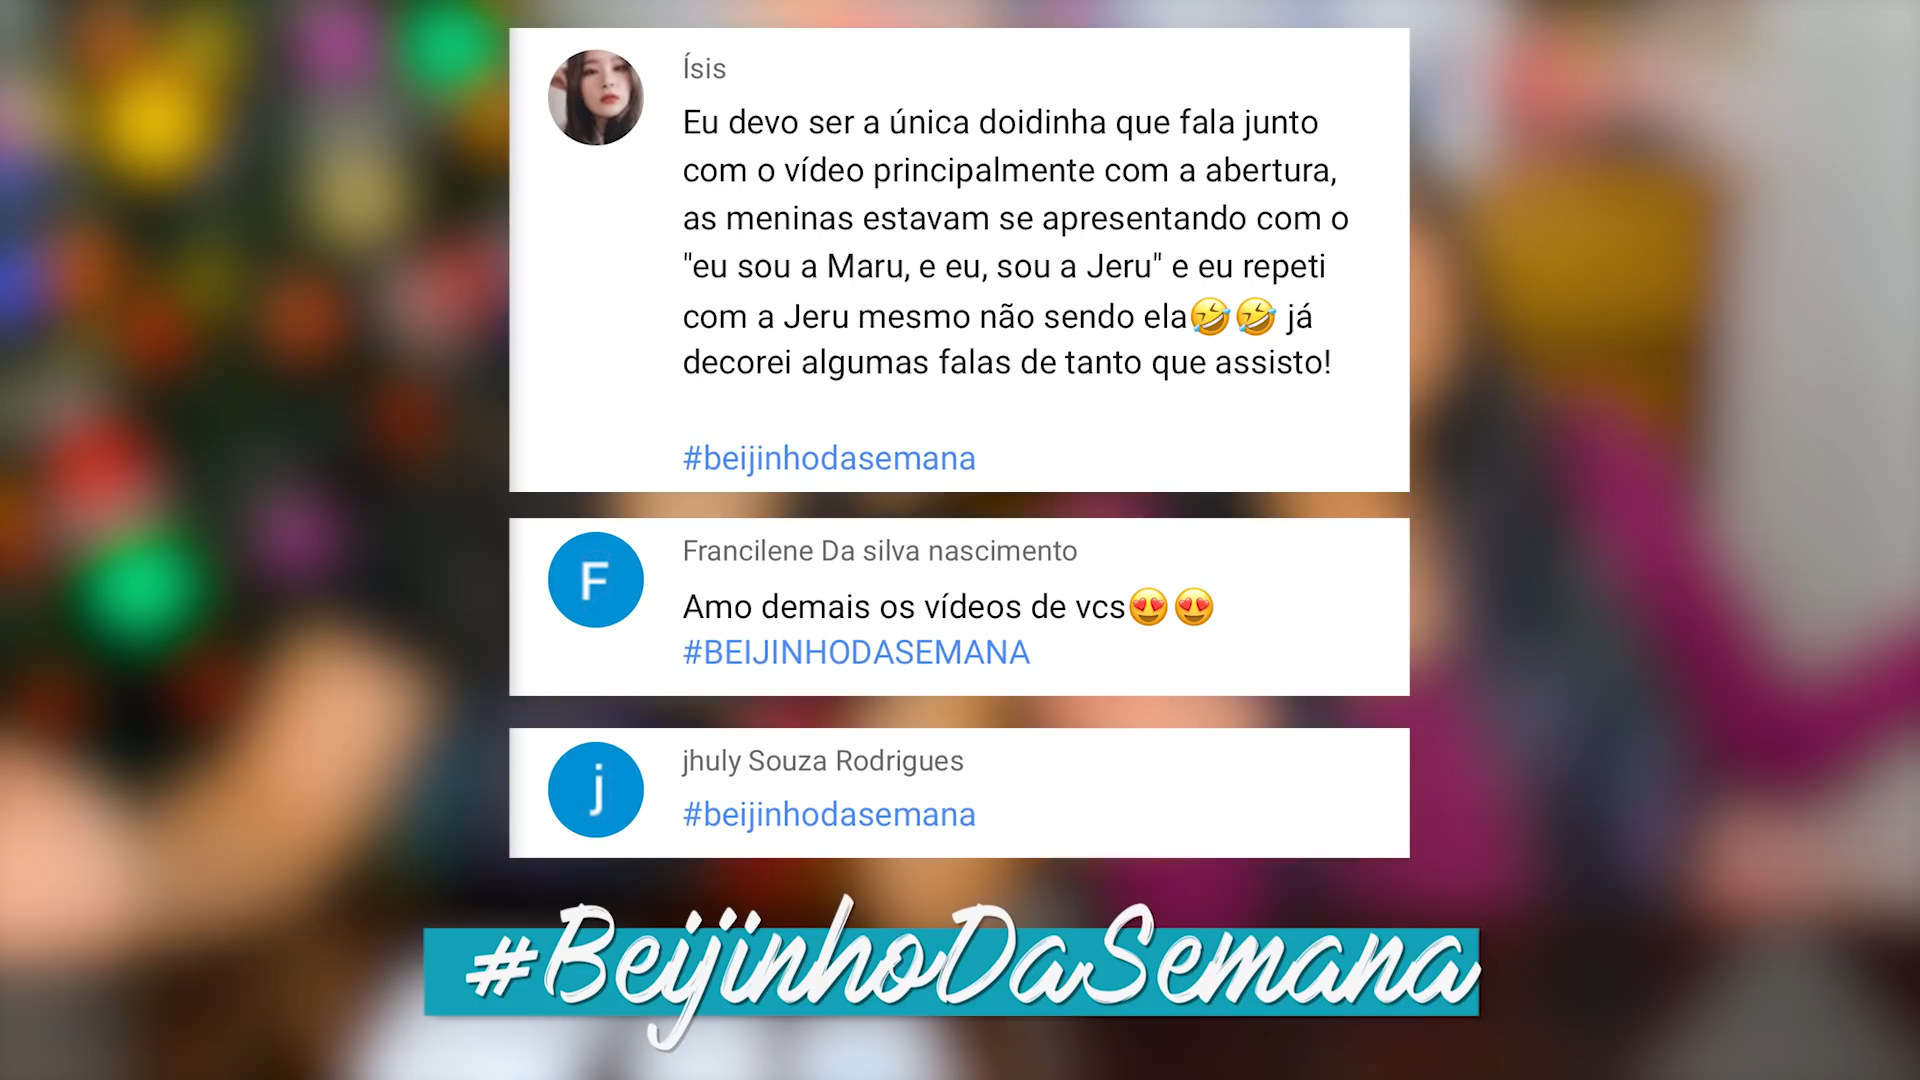 Ísis
Eu devo ser a única doidinha que fala junto
com o vídeo principalmente com a abertura,
as meninas estavam se apresentando com o
"eu sou a Maru, e eu, sou a Jeru" e eu repeti
com a Jeru mesmo não sendo ela🤣🤣 já
decorei algumas falas de tanto que assisto!
#beijinhodasemana
F
Francilene Da silva nascimento
Amo demais os vídeos de vcs😍😍
#BEIJINHODASEMANA
j
jhuly Souza Rodrigues
#beijinhodasemana
#BeijinhoDaSemana